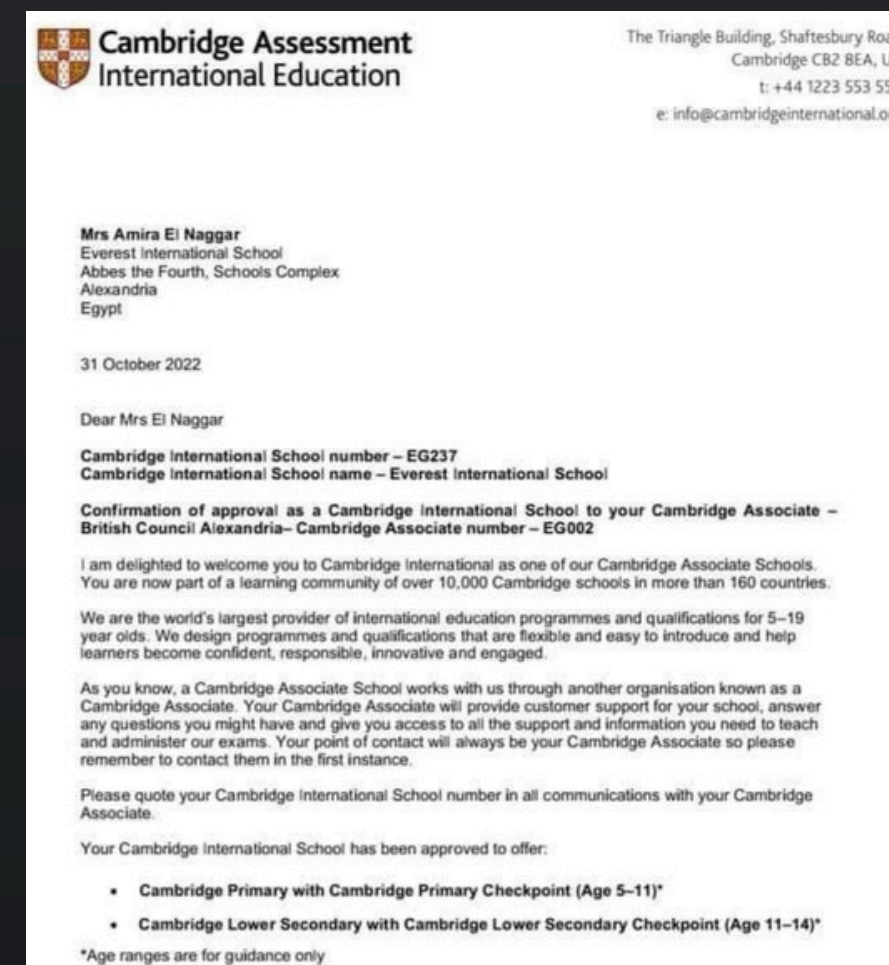 Cambridge Assessment
International Education
The Triangle Building, Shaftesbury
Cambridge CB2 8EA,
t: +44 1223 553
e:
Mrs Amira El Naggar
Everest International School
Abbes the Fourth, Schools Complex
Alexandria
Egypt
31 October 2022
Dear Mrs El Naggar
Cambridge International School number – EG237
Cambridge International School name – Everest International School
Confirmation of approval as a Cambridge International School to your Cambridge Associate –
British Council Alexandria– Cambridge Associate number – EG002
I am delighted to welcome you to Cambridge International as one of our Cambridge Associate Schools.
You are now part of a learning community of over 10,000 Cambridge schools in more than 160 countries.
We are the world's largest provider of international education programmes and qualifications for 5–19
year olds. We design programmes and qualifications that are flexible and easy to introduce and help
learners become confident, responsible, innovative and engaged.
As you know, a Cambridge Associate School works with us through another organisation known as a
Cambridge Associate. Your Cambridge Associate will provide customer support for your school, answer
any questions you might have and give you access to all the support and information you need to teach
and administer our exams. Your point of contact will always be your Cambridge Associate so please
remember to contact them in the first instance.
Please quote your Cambridge International School number in all communications with your Cambridge
Associate.
Your Cambridge International School has been approved to offer:
• Cambridge Primary with Cambridge Primary Checkpoint (Age 5–11)*
• Cambridge Lower Secondary with Cambridge Lower Secondary Checkpoint (Age 11–14)*
*Age ranges are for guidance only